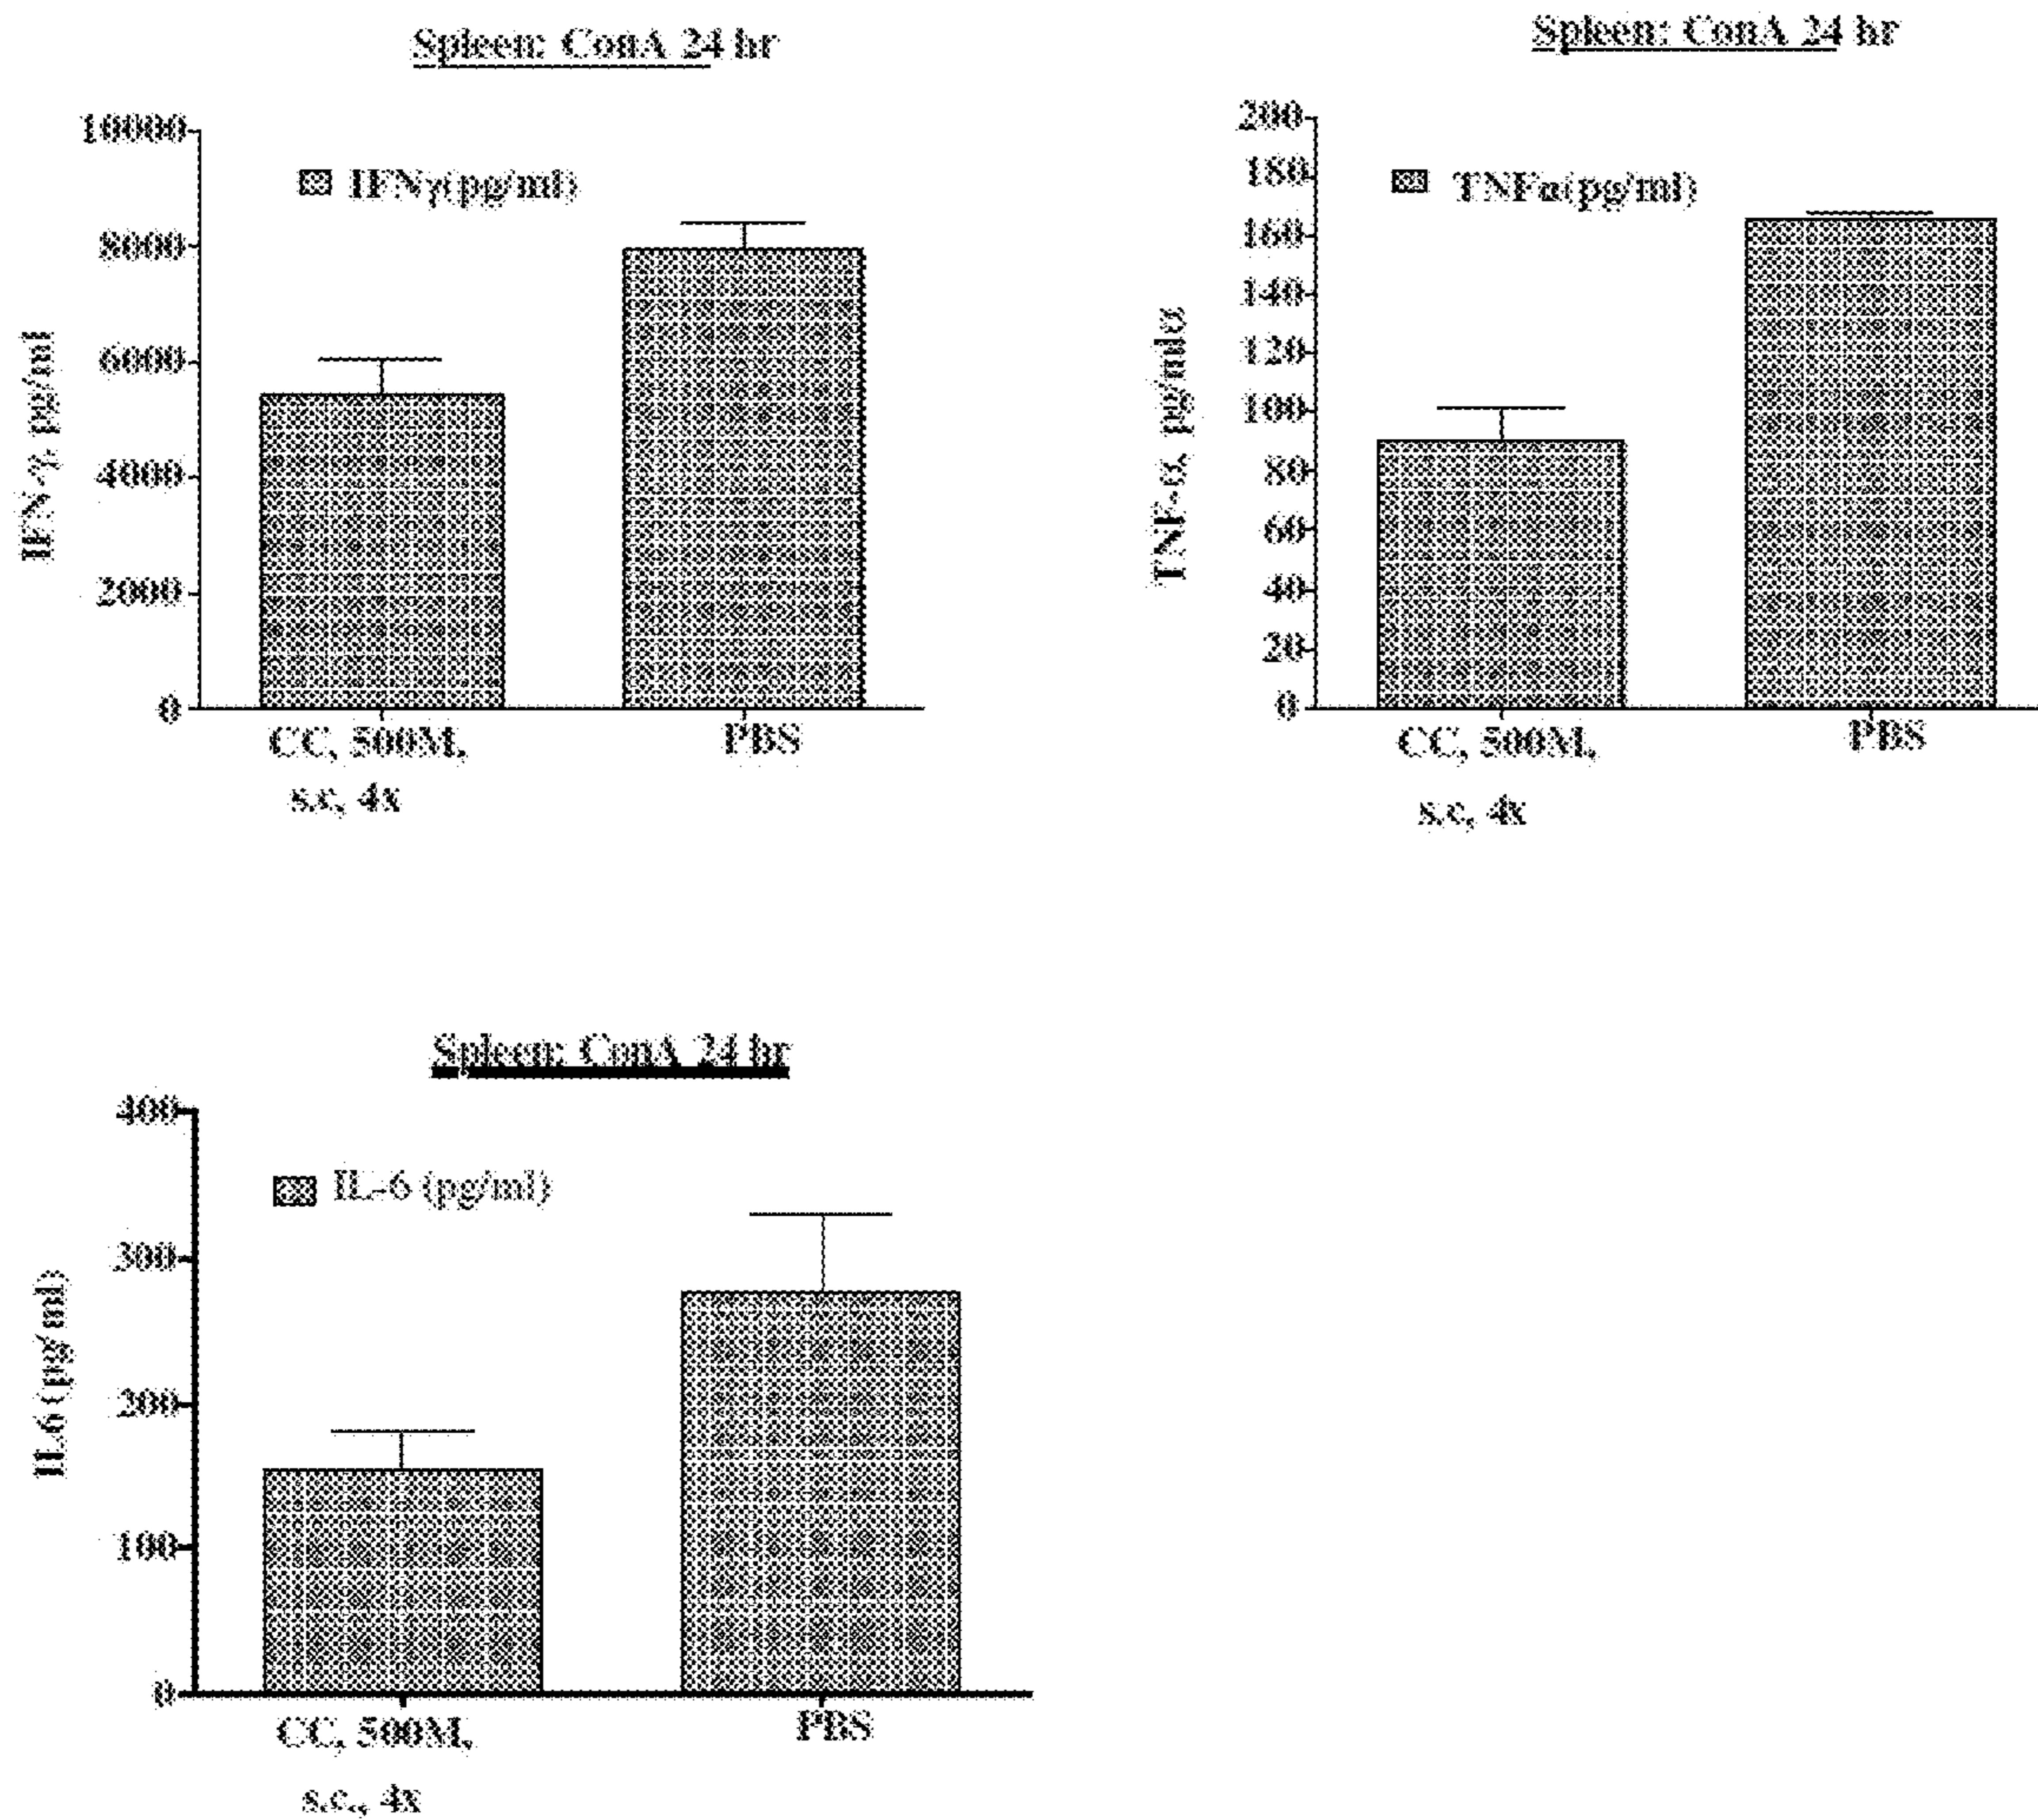 Spleen: ConA 24 hr
10000
8000
6000
4000
2000
0
IFNγ(pg/ml)
IFN-γ, pg/ml
CC, 500M,
s.c, 4x
PBS
Spleen: ConA 24 hr
200
180
160
140
120
100
80
60
40
20
0
TNFα(pg/ml)
TNF-α, pg/mlα
CC, 500M,
s.c, 4x
PBS
Spleen: ConA 24 hr
400
300
200
100
0
IL-6 (pg/ml)
IL6 (pg/ml)
CC, 500M,
s.c., 4x
PBS